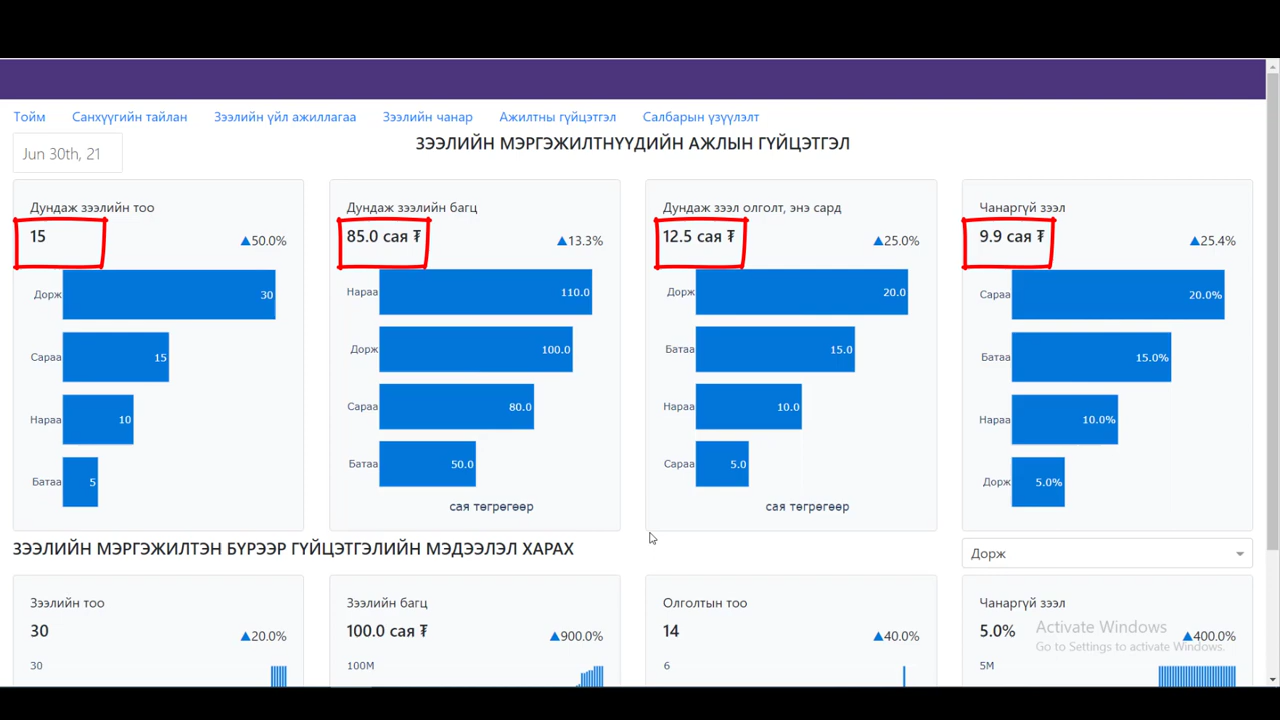 Тойм Санхүүгийн тайлан Зээлийн үйл ажиллагаа Зээлийн чанар Ажилтны гүйцэтгэл Салбарын үзүүлэлт
Jun 30th, 21
ЗЭЭЛИЙН МЭРГЭЖИЛТНҮҮДИЙН АЖЛЫН ГҮЙЦЭТГЭЛ
Дундаж зээлийн тоо
15
▲50.0%
Дорж 30
Сараа 15
Нараа 10
Батаа 5
Дундаж зээлийн багц
85.0 сая ₮
▲13.3%
Нараа 110.0
Дорж 100.0
Сараа 80.0
Батаа 50.0
сая төгрөгөөр
Дундаж зээл олголт, энэ сард
12.5 сая ₮
▲25.0%
Дорж 20.0
Батаа 15.0
Нараа 10.0
Сараа 5.0
сая төгрөгөөр
Чанаргүй зээл
9.9 сая ₮
▲25.4%
Сараа 20.0%
Батаа 15.0%
Нараа 10.0%
Дорж 5.0%
ЗЭЭЛИЙН МЭРГЭЖИЛТЭН БҮРЭЭР ГҮЙЦЭТГЭЛИЙН МЭДЭЭЛЭЛ ХАРАХ
Дорж
Зээлийн тоо
30
▲20.0%
30
Зээлийн багц
100.0 сая ₮
▲900.0%
100M
Олголтын тоо
14
▲40.0%
6
Чанаргүй зээл
5.0%
▲400.0%
5M
Activate Windows
Go to Settings to activate Windows.